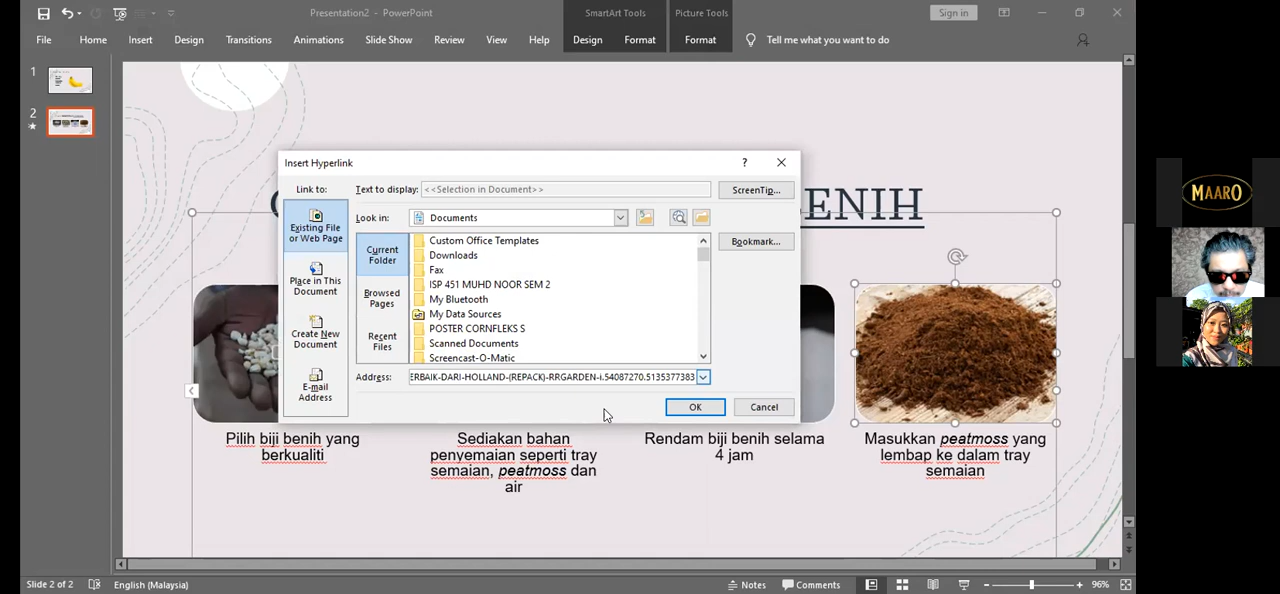 Presentation2 - PowerPoint
SmartArt Tools
Picture Tools
Sign in
File
Home
Insert
Design
Transitions
Animations
Slide Show
Review
View
Help
Design
Format
Format
Tell me what you want to do
1
2
ENIH
Insert Hyperlink
?
Link to:
Text to display:
<<Selection in Document>>
ScreenTip...
Existing File
or Web Page
Look in:
Documents
Bookmark...
Current
Folder
Custom Office Templates
Downloads
Fax
ISP 451 MUHD NOOR SEM 2
My Bluetooth
My Data Sources
POSTER CORNFLEKS S
Scanned Documents
Screencast-O-Matic
Place in This
Document
Browsed
Pages
Create New
Document
Recent
Files
E-mail
Address
Address:
ERBAIK-DARI-HOLLAND-(REPACK)-RRGARDEN-i.54087270.5135377383
OK
Cancel
Pilih biji benih yang
berkualiti
Sediakan bahan
penyemaian seperti tray
semaian, peatmoss dan
air
Rendam biji benih selama
4 jam
Masukkan peatmoss yang
lembap ke dalam tray
semaian
MAARO
Slide 2 of 2
English (Malaysia)
Notes
Comments
96%